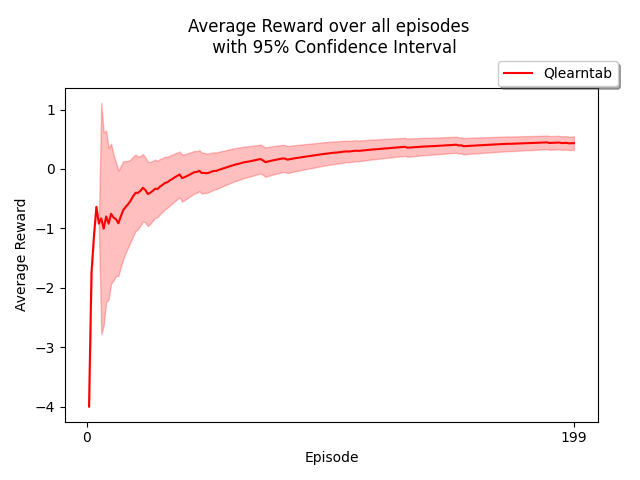 Average Reward over all episodes
with 95% Confidence Interval
Qlearntab
1
0
−1
−2
−3
−4
Average Reward
0
199
Episode